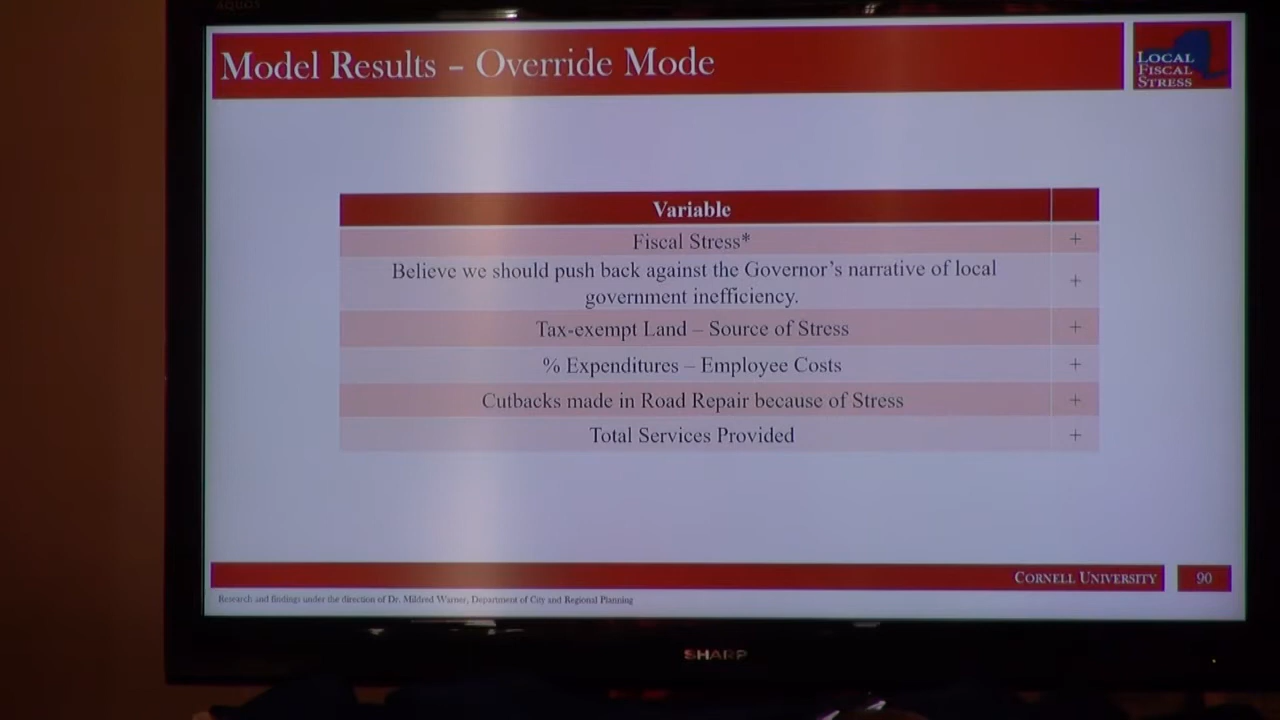 AQUOS
Model Results – Override Mode
LOCAL
FISCAL
STRESS
Variable
Fiscal Stress* +
Believe we should push back against the Governor's narrative of local
government inefficiency. +
Tax-exempt Land – Source of Stress +
% Expenditures – Employee Costs +
Cutbacks made in Road Repair because of Stress +
Total Services Provided +
CORNELL UNIVERSITY 90
Research and findings under the direction of Dr. Mildred Warner, Department of City and Regional Planning
SHARP